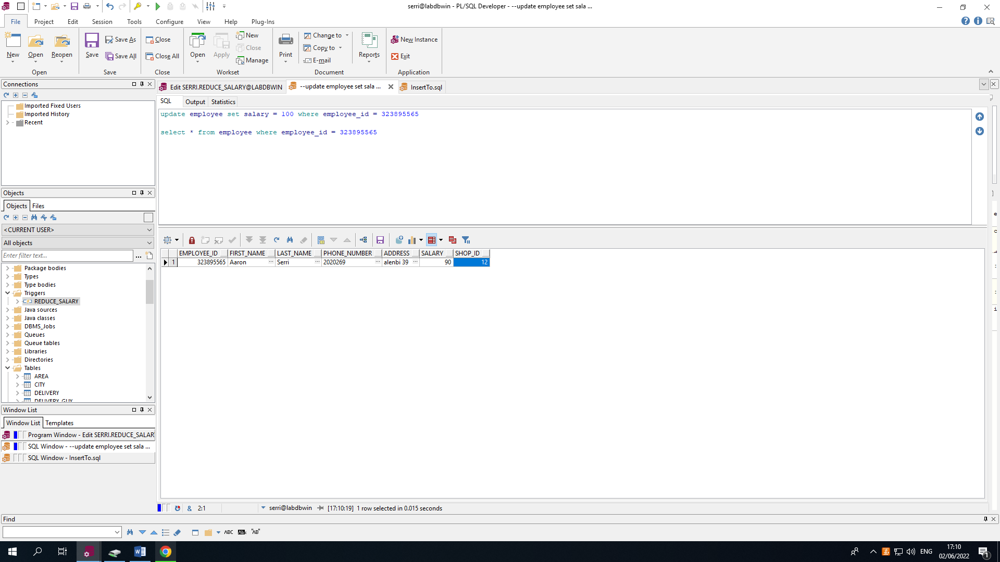 serri@labdbwin - PL/SQL Developer - --update employee set sala ...
File Project Edit Session Tools Configure View Help Plug-Ins
New Open Reopen Open
Save Save As Save All Save
Close Close All Close
Open Apply New Close Manage Workset
Print Change to Copy to E-mail Document
Reports
New Instance Exit Application
Connections
Imported Fixed Users
Imported History
Recent
Edit SERRI.REDUCE_SALARY@LABDBWIN --update employee set sala ... InsertTo.sql
SQL Output Statistics
update employee set salary = 100 where employee_id = 323895565
select * from employee where employee_id = 323895565
Objects
Objects Files
<CURRENT USER>
All objects
Enter filter text...
Package bodies
Types
Type bodies
Triggers
REDUCE_SALARY
Java sources
Java classes
DBMS_Jobs
Queues
Queue tables
Libraries
Directories
Tables
AREA
CITY
DELIVERY
DELIVERY_GUY
EMPLOYEE_ID FIRST_NAME LAST_NAME PHONE_NUMBER ADDRESS SALARY SHOP_ID
1 323895565 Aaron Serri 2020269 alenbi 39 90 12
Window List
Window List Templates
Program Window - Edit SERRI.REDUCE_SALAR
SQL Window - --update employee set sala ...
SQL Window - InsertTo.sql
& 2:1 serri@labdbwin [17:10:19] 1 row selected in 0.015 seconds
Find
ABC AB "AB"
ENG 17:10 02/06/2022 1